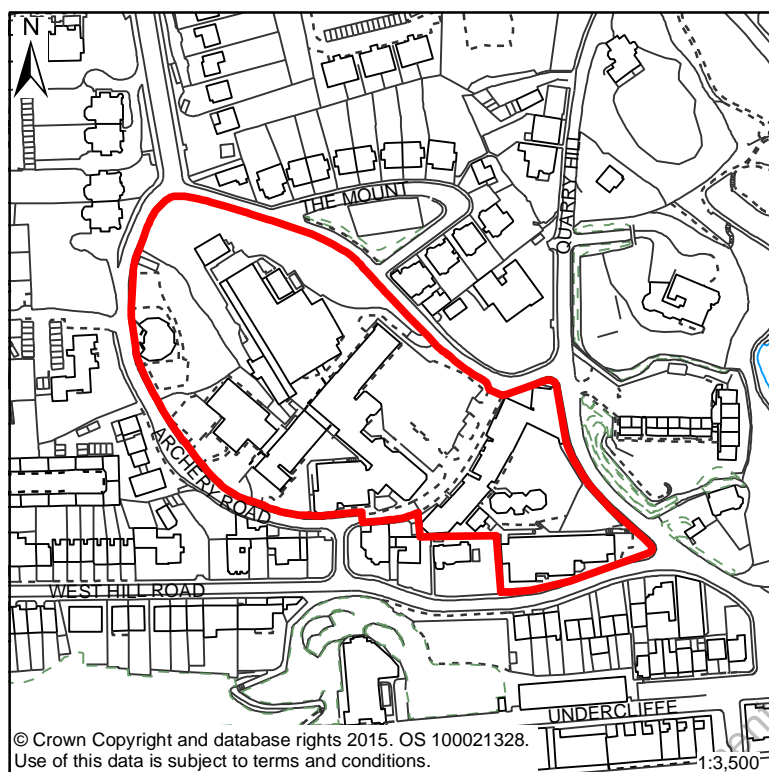 N
THE MOUNT
QUARRY HILL
ARCHERY ROAD
WEST HILL ROAD
UNDERCLIFFE
© Crown Copyright and database rights 2015. OS 100021328.
Use of this data is subject to terms and conditions.
1:3,500